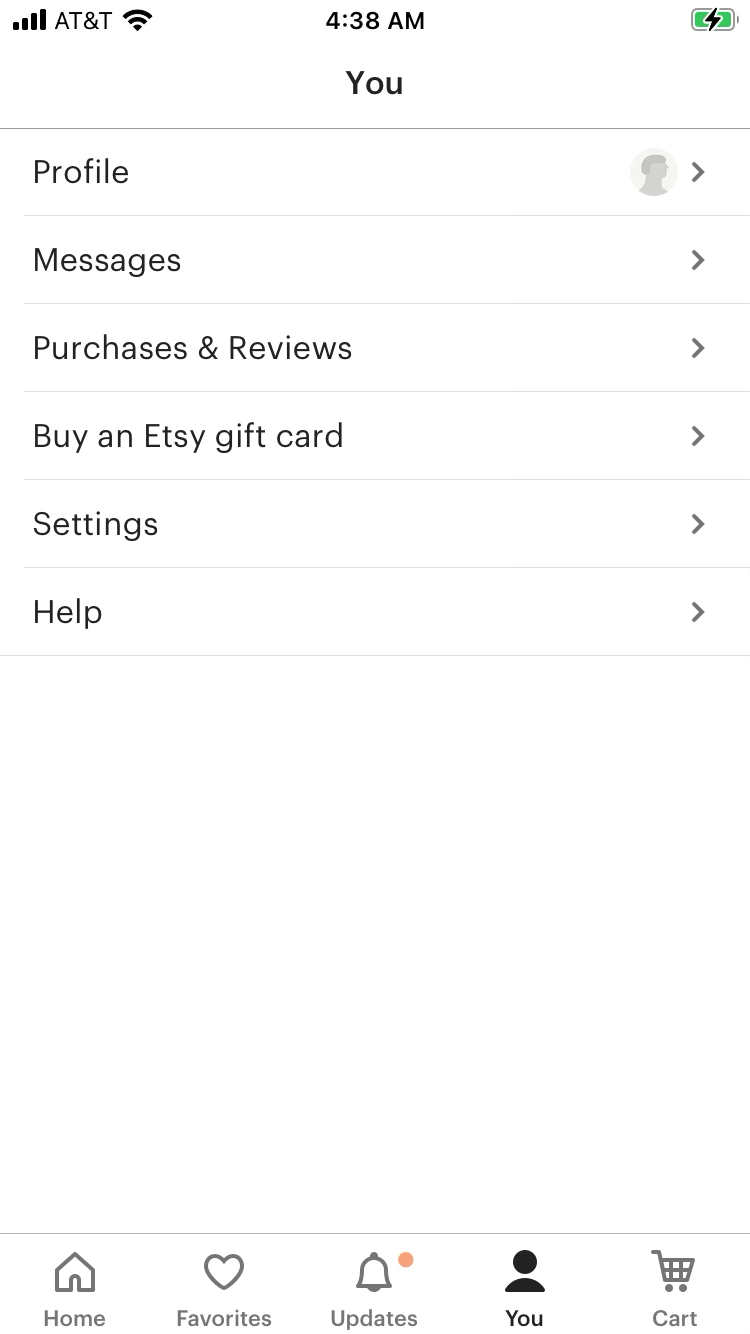 AT&T 4:38 AM
You
Profile
Messages
Purchases & Reviews
Buy an Etsy gift card
Settings
Help
Home Favorites Updates You Cart